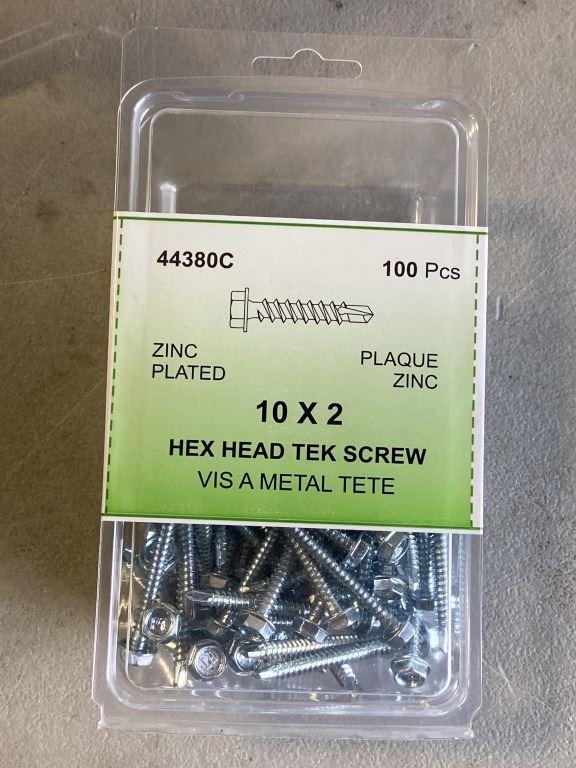 44380C
100 Pcs
ZINC
PLATED
PLAQUE
ZINC
10 X 2
HEX HEAD TEK SCREW
VIS A METAL TETE